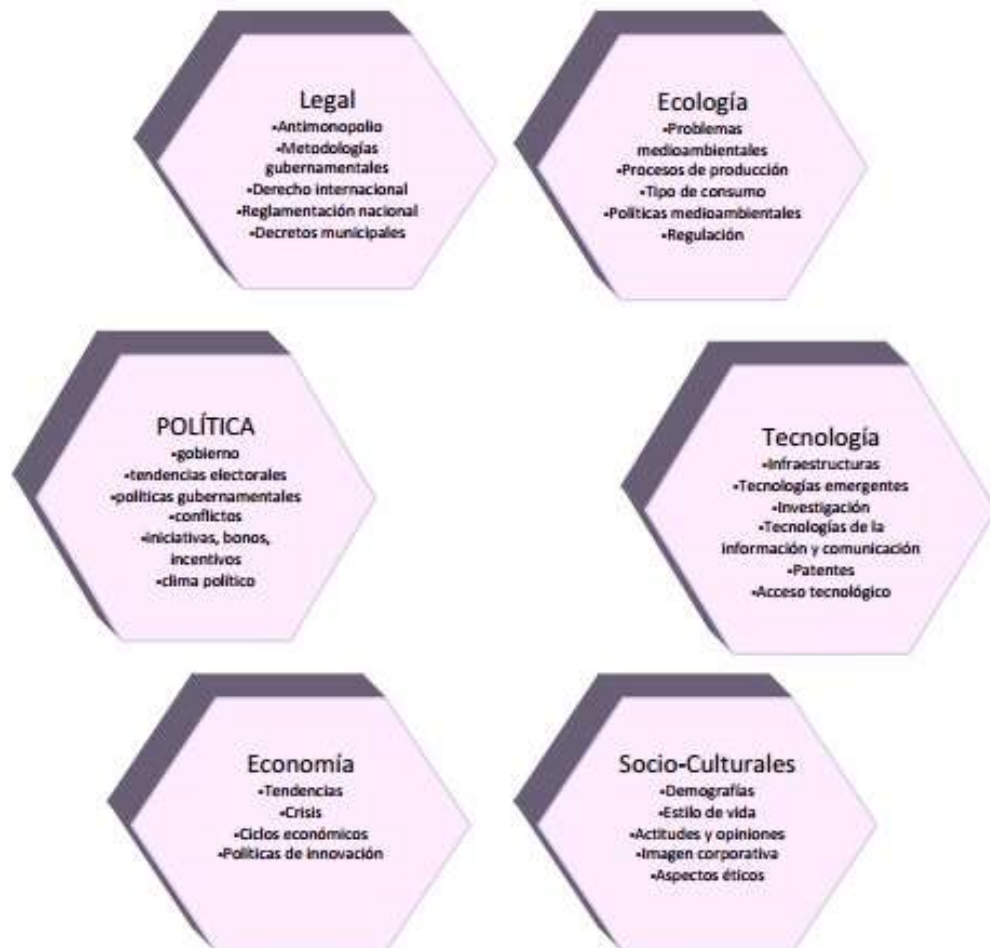 Legal
•Antimonopolio
•Metodologías
gubernamentales
•Derecho internacional
•Reglamentación nacional
•Decretos municipales
Ecología
•Problemas
medioambientales
•Procesos de producción
•Tipo de consumo
•Políticas medioambientales
•Regulación
POLÍTICA
•gobierno
•tendencias electorales
•políticas gubernamentales
•conflictos
•iniciativas, bonos,
incentivos
•clima político
Tecnología
•Infraestructuras
•Tecnologías emergentes
•Investigación
•Tecnologías de la
información y comunicación
•Patentes
•Acceso tecnológico
Economía
•Tendencias
•Crisis
•Ciclos económicos
•Políticas de innovación
Socio-Culturales
•Demografías
•Estilo de vida
•Actitudes y opiniones
•Imagen corporativa
•Aspectos éticos